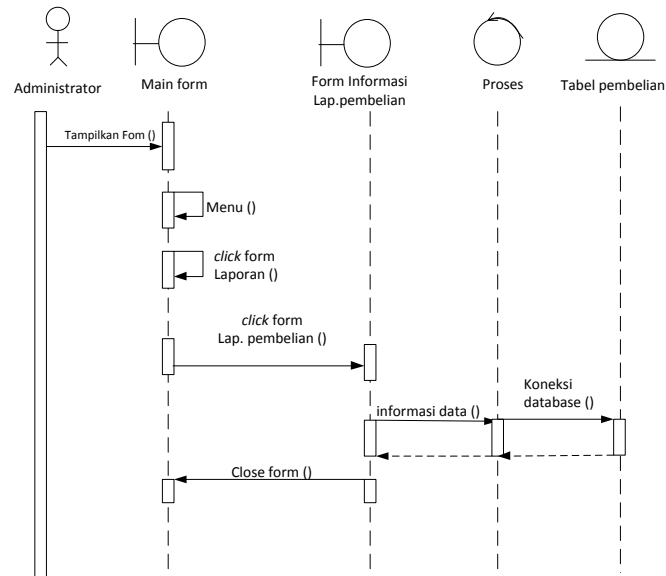 Administrator
Main form
Form Informasi
Lap.pembelian
Proses
Tabel pembelian
Tampilkan Fom ()
Menu ()
click form
Laporan ()
click form
Lap. pembelian ()
informasi data ()
Koneksi
database ()
Close form ()